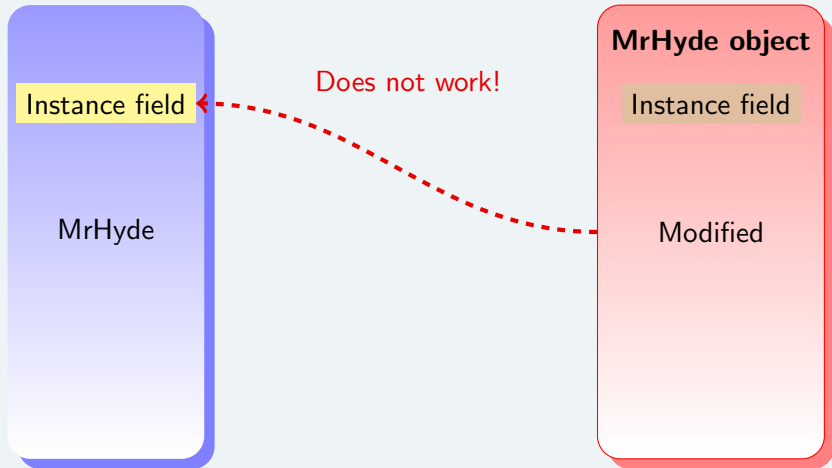 MrHyde object
Does not work!
Instance field
Instance field
MrHyde
Modified